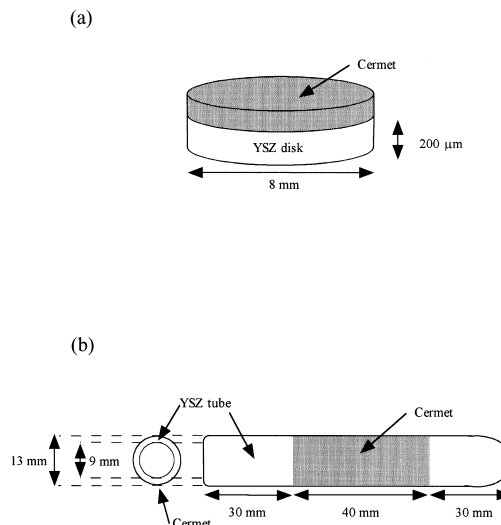 (a)
Cermet
YSZ disk
200 μm
8 mm
(b)
YSZ tube
Cermet
13 mm
9 mm
30 mm
40 mm
30 mm
Cermet